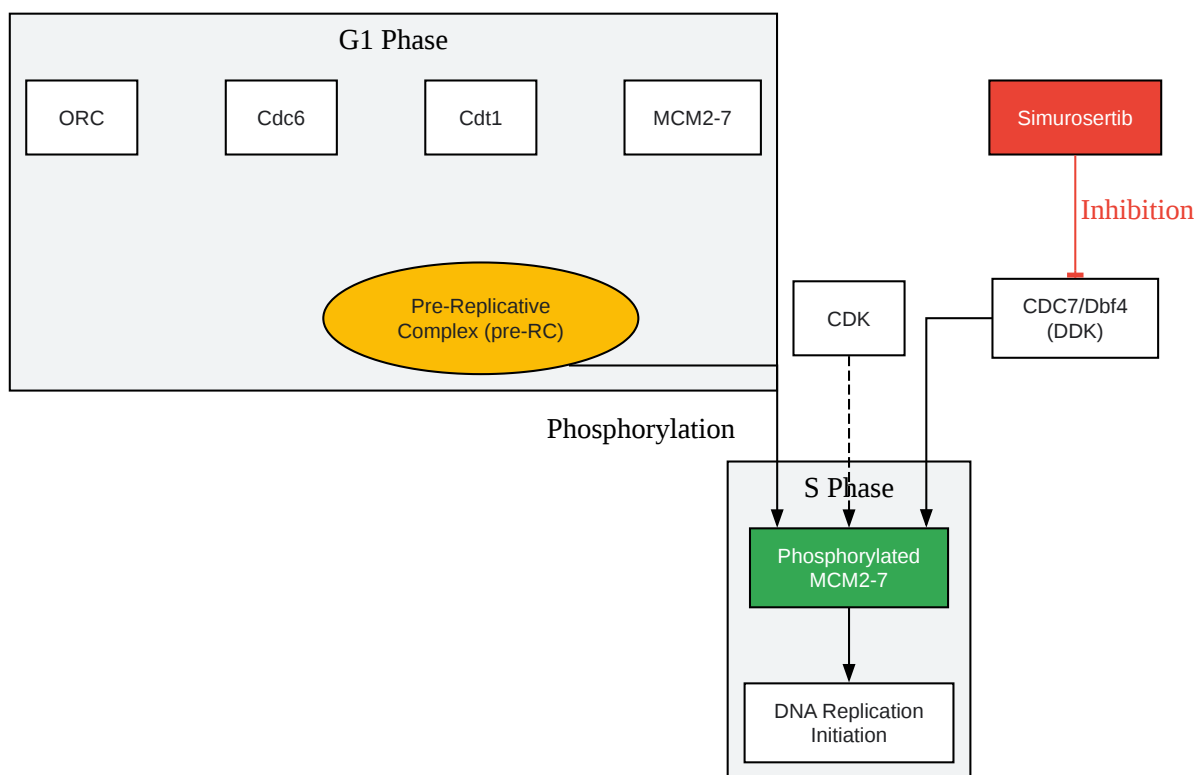 G1 Phase
ORC
Cdc6
Cdt1
MCM2-7
Simurosertib
Inhibition
Pre-Replicative
Complex (pre-RC)
CDK
CDC7/Dbf4
(DDK)
Phosphorylation
S Phase
Phosphorylated
MCM2-7
DNA Replication
Initiation